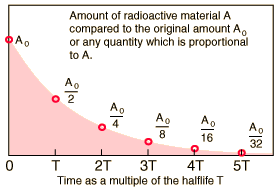 Amount of radioactive material A
compared to the original amount A₀
or any quantity which is proportional
to A.
A₀
A₀
2
A₀
4
A₀
8
A₀
16
A₀
32
0 T 2T 3T 4T 5T
Time as a multiple of the halflife T